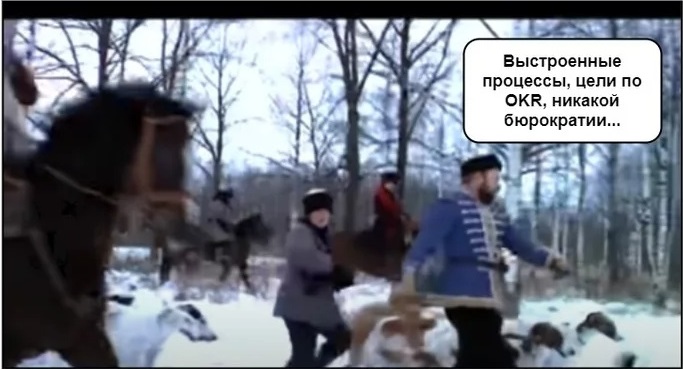 Выстроенные
процессы, цели по
OKR, никакой
бюрократии...